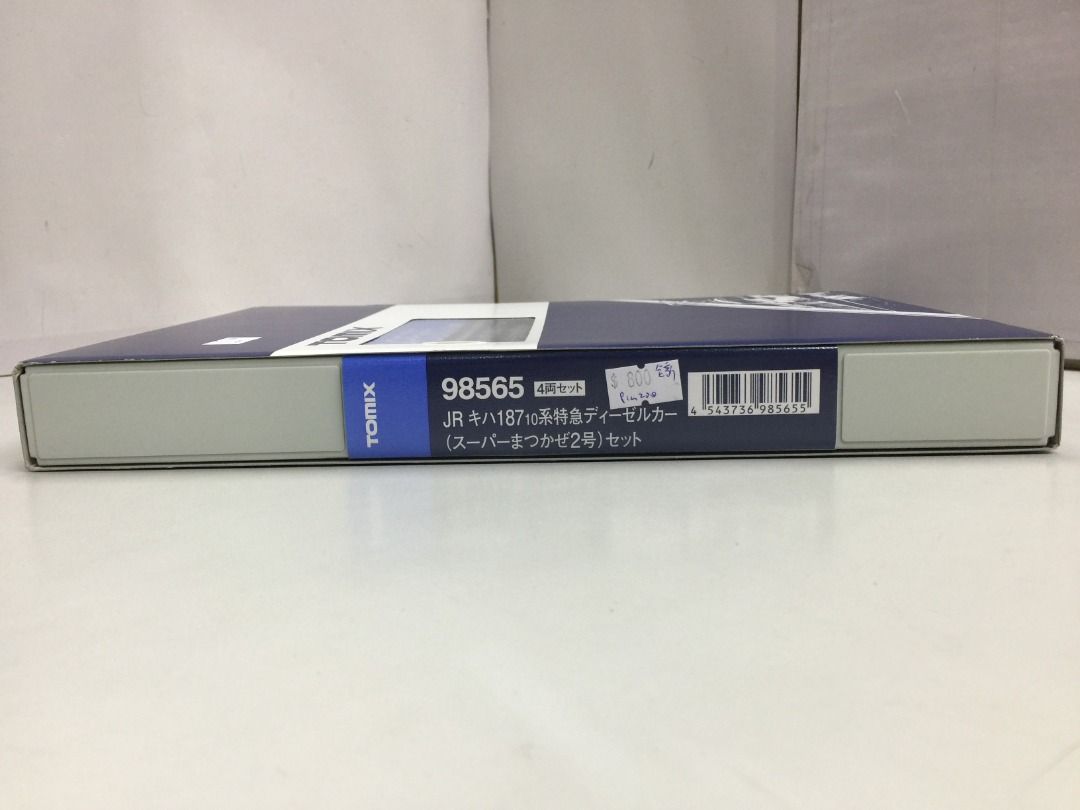 TOMIX
TOMIX
98565 4両セット
JR キハ187 10系特急ディーゼルカー
(スーパーまつかぜ2号)セット
$ 800
4 543736 985655